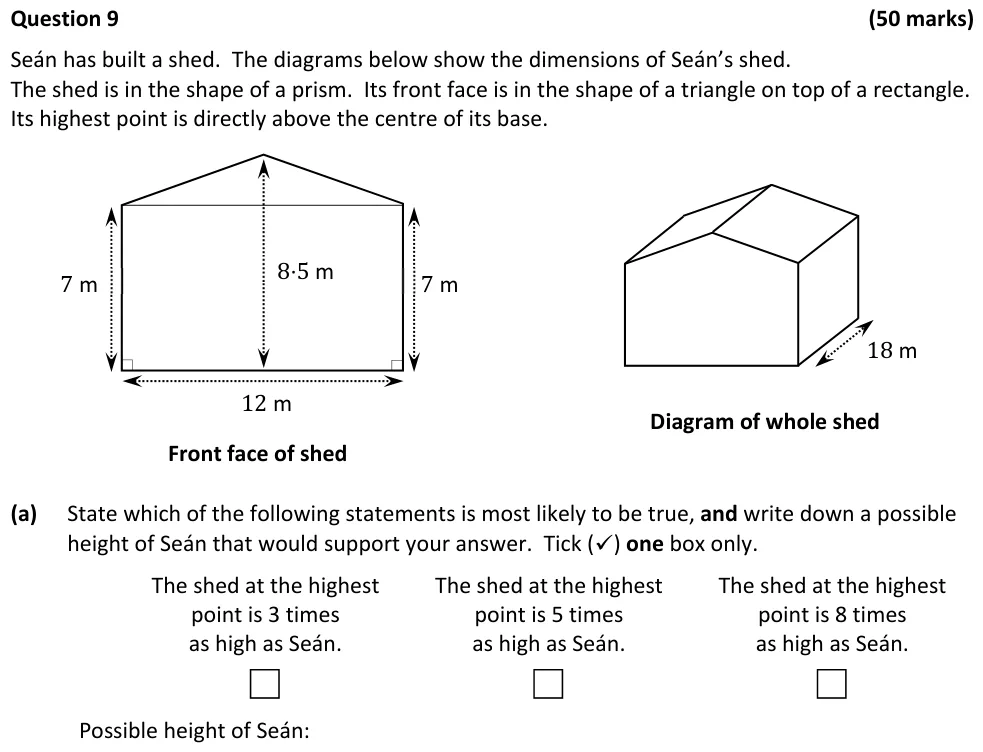 Question 9 (50 marks)
Seán has built a shed. The diagrams below show the dimensions of Seán’s shed.
The shed is in the shape of a prism. Its front face is in the shape of a triangle on top of a rectangle.
Its highest point is directly above the centre of its base.
7 m
8·5 m
7 m
12 m
Front face of shed
18 m
Diagram of whole shed
(a) State which of the following statements is most likely to be true, and write down a possible
height of Seán that would support your answer. Tick (✓) one box only.
The shed at the highest
point is 3 times
as high as Seán.
The shed at the highest
point is 5 times
as high as Seán.
The shed at the highest
point is 8 times
as high as Seán.
Possible height of Seán: